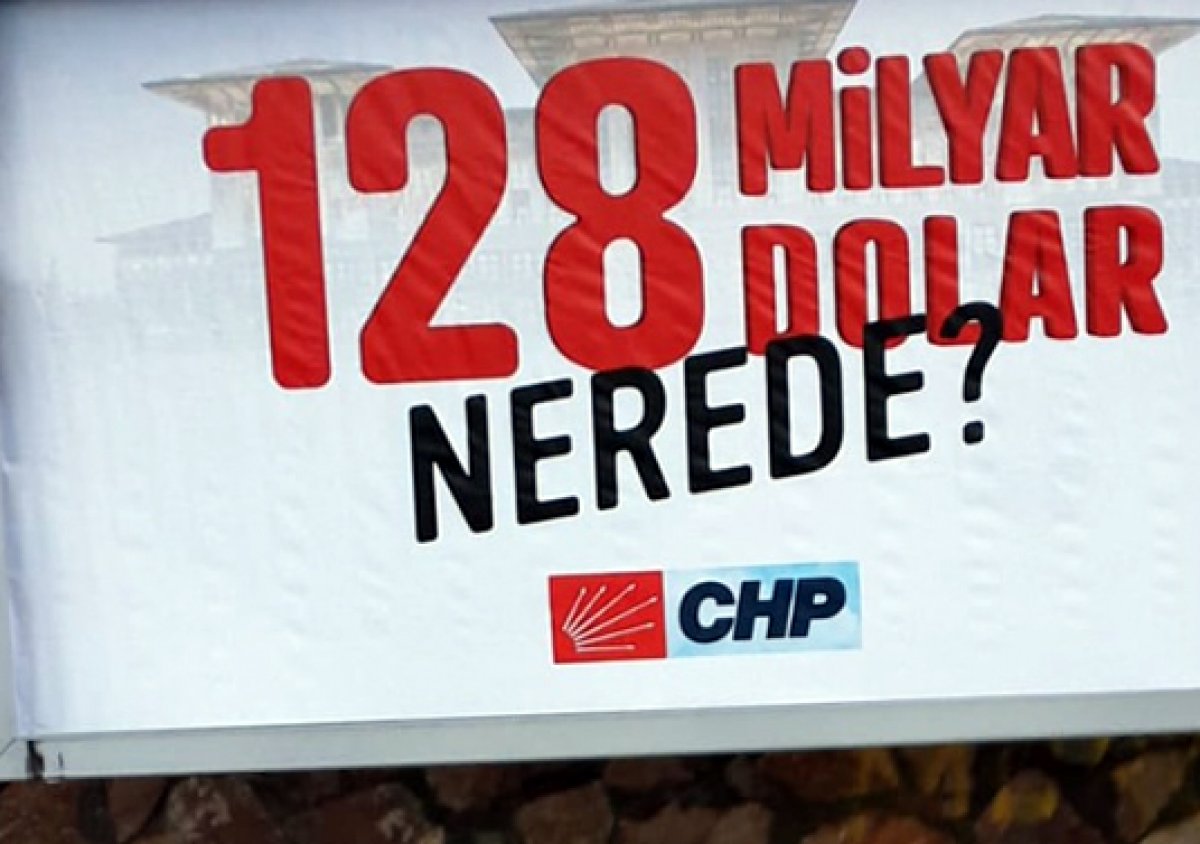 128 MİLYAR
DOLAR
NEREDE?
CHP